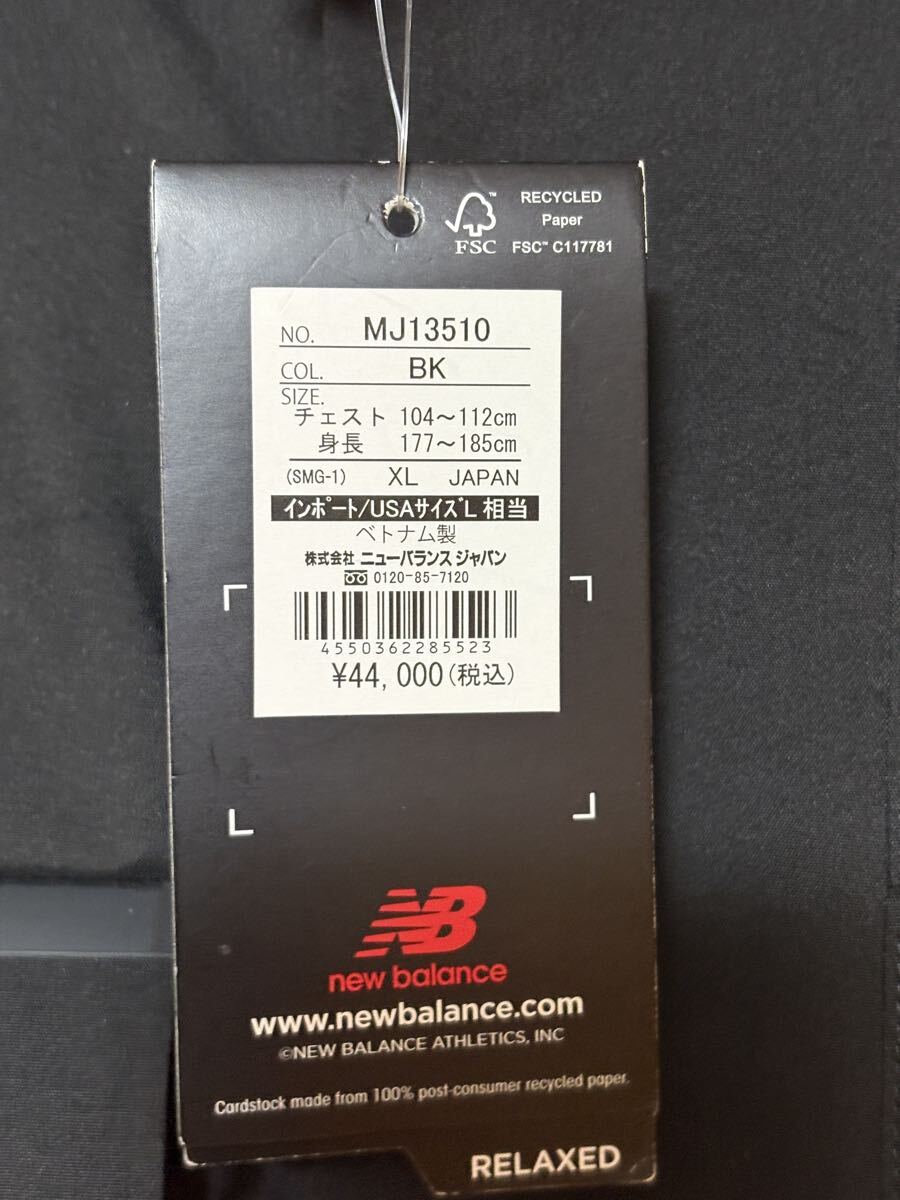 RECYCLED
Paper
FSC™ C117781
FSC
NO. MJ13510
COL. BK
SIZE.
チェスト 104～112cm
身長 177～185cm
(SMG-1) XL JAPAN
インポート/USAサイズL 相当
ベトナム製
株式会社 ニューバランス ジャパン
0120-85-7120
4550362285523
¥44,000(税込)
NB
new balance
www.newbalance.com
©NEW BALANCE ATHLETICS, INC
Cardstock made from 100% post-consumer recycled paper.
RELAXED